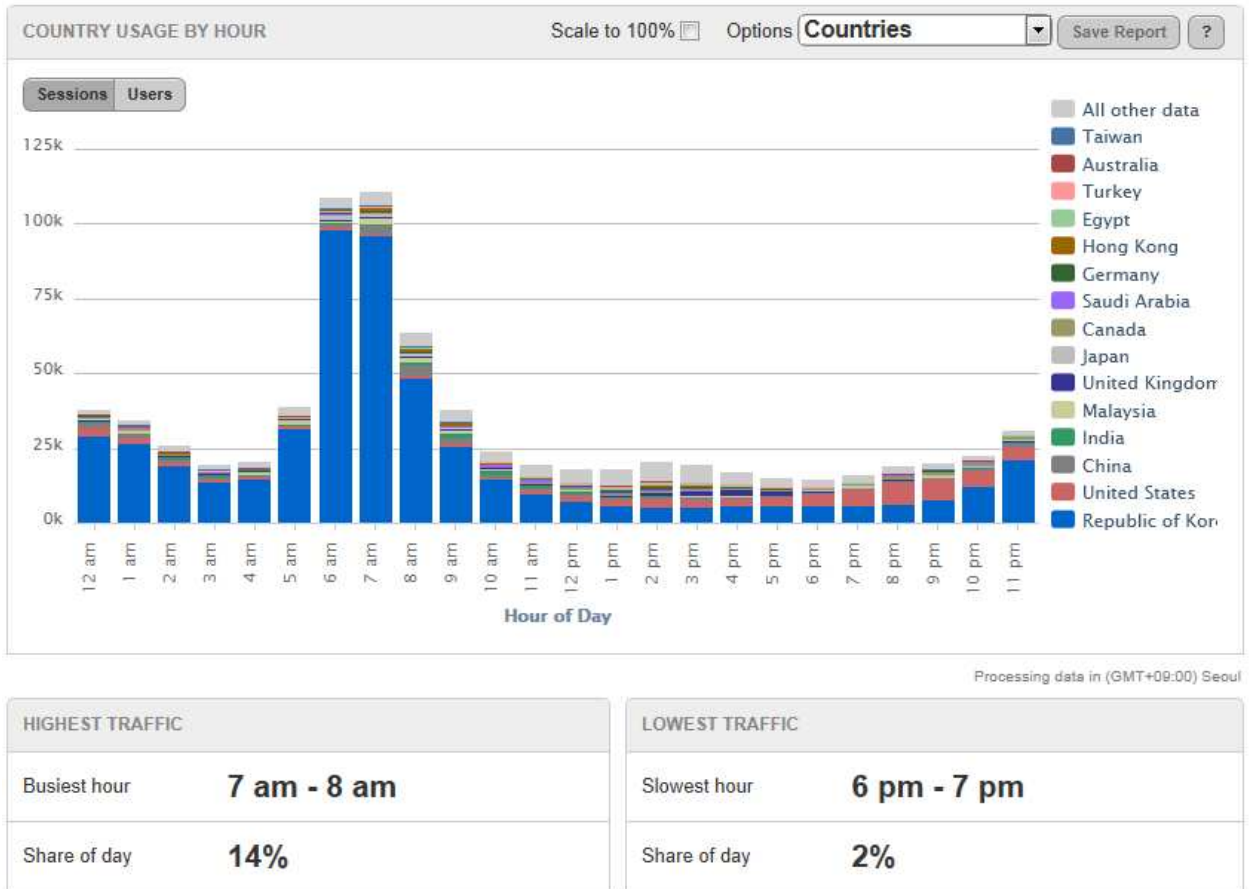 COUNTRY USAGE BY HOUR
Scale to 100% Options Countries Save Report ?
Sessions Users
125k
100k
75k
50k
25k
0k
12 am 1 am 2 am 3 am 4 am 5 am 6 am 7 am 8 am 9 am 10 am 11 am 12 pm 1 pm 2 pm 3 pm 4 pm 5 pm 6 pm 7 pm 8 pm 9 pm 10 pm 11 pm
Hour of Day
All other data
Taiwan
Australia
Turkey
Egypt
Hong Kong
Germany
Saudi Arabia
Canada
Japan
United Kingdom
Malaysia
India
China
United States
Republic of Kor
Processing data in (GMT+09:00) Seoul
HIGHEST TRAFFIC
Busiest hour 7 am - 8 am
Share of day 14%
LOWEST TRAFFIC
Slowest hour 6 pm - 7 pm
Share of day 2%